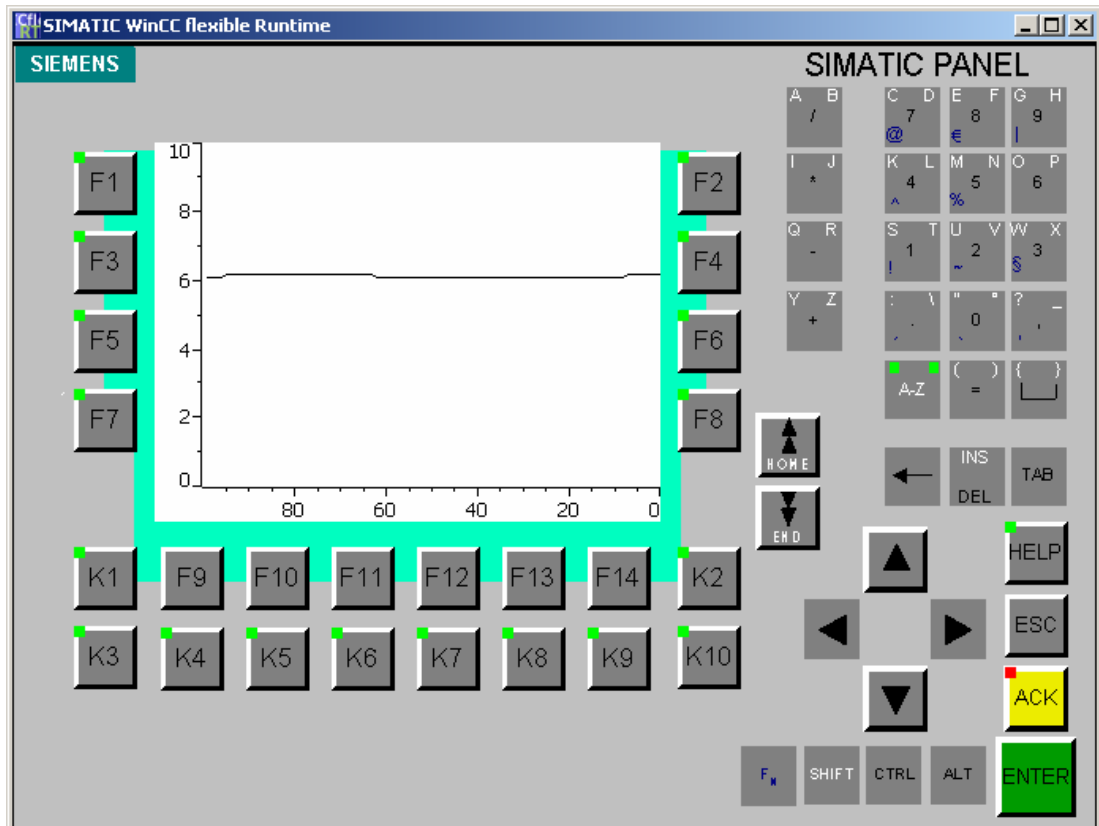 SIMATIC WinCC flexible Runtime
SIEMENS
SIMATIC PANEL
A B /
C D 7 @
E F 8 €
G H 9 |
I J *
K L 4 ^
M N 5 %
O P 6
Q R -
S T 1 !
U V 2 ~
W X 3 §
Y Z +
: \ . ´
" ° 0 `
? _ , '
A-Z
( ) =
{ }
F1
F2
F3
F4
F5
F6
F7
F8
10
8
6
4
2
0
80 60 40 20 0
HOME
END
INS
DEL
TAB
HELP
ESC
ACK
ENTER
K1 F9 F10 F11 F12 F13 F14 K2
K3 K4 K5 K6 K7 K8 K9 K10
FN SHIFT CTRL ALT